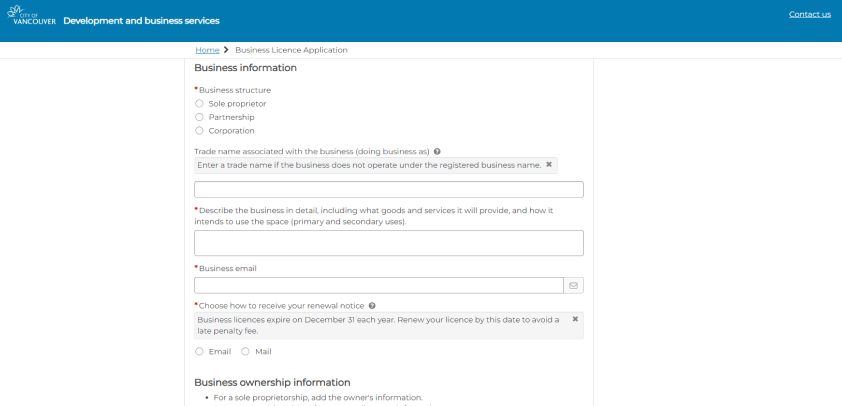 CITY OF
VANCOUVER
Development and business services
Contact us
Home > Business Licence Application
Business information
*Business structure
Sole proprietor
Partnership
Corporation
Trade name associated with the business (doing business as) ?
Enter a trade name if the business does not operate under the registered business name. ✖
*Describe the business in detail, including what goods and services it will provide, and how it
intends to use the space (primary and secondary uses).
*Business email
*Choose how to receive your renewal notice ?
Business licences expire on December 31 each year. Renew your licence by this date to avoid a ✖
late penalty fee.
Email Mail
Business ownership information
• For a sole proprietorship, add the owner's information.